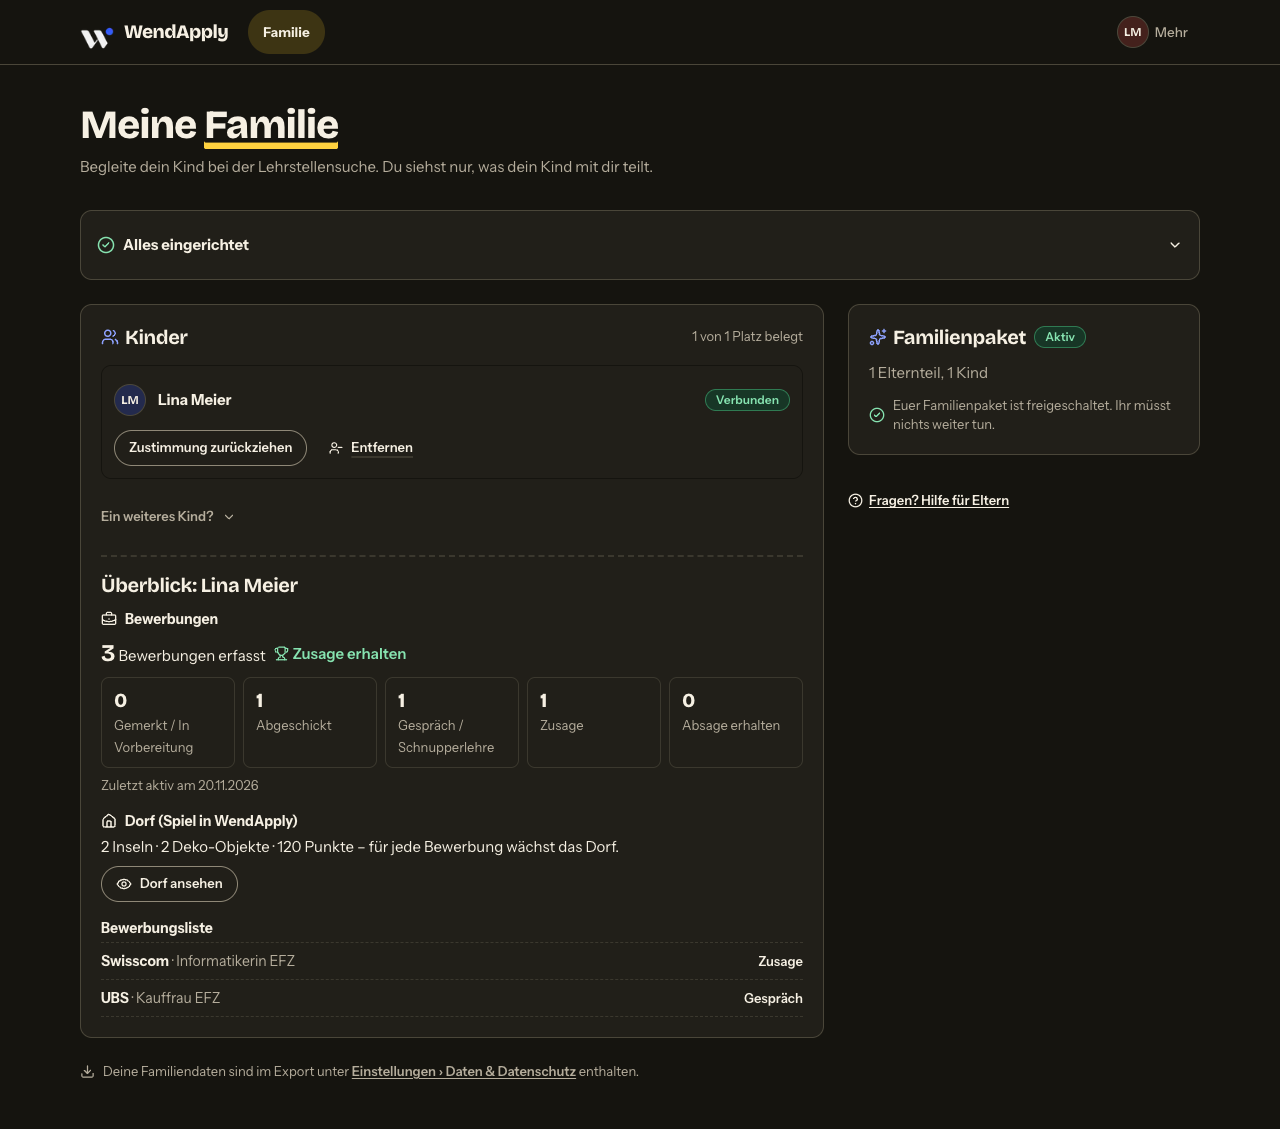 WendApply
Familie
LM
Mehr
Meine Familie
Begleite dein Kind bei der Lehrstellensuche. Du siehst nur, was dein Kind mit dir teilt.
Alles eingerichtet
Kinder
1 von 1 Platz belegt
LM
Lina Meier
Verbunden
Zustimmung zurückziehen
Entfernen
Ein weiteres Kind?
Überblick: Lina Meier
Bewerbungen
3 Bewerbungen erfasst
Zusage erhalten
0
Gemerkt / In
Vorbereitung
1
Abgeschickt
1
Gespräch /
Schnupperlehre
1
Zusage
0
Absage erhalten
Zuletzt aktiv am 20.11.2026
Dorf (Spiel in WendApply)
2 Inseln · 2 Deko-Objekte · 120 Punkte – für jede Bewerbung wächst das Dorf.
Dorf ansehen
Bewerbungsliste
Swisscom · Informatikerin EFZ
Zusage
UBS · Kauffrau EFZ
Gespräch
Familienpaket
Aktiv
1 Elternteil, 1 Kind
Euer Familienpaket ist freigeschaltet. Ihr müsst
nichts weiter tun.
Fragen? Hilfe für Eltern
Deine Familiendaten sind im Export unter Einstellungen › Daten & Datenschutz enthalten.